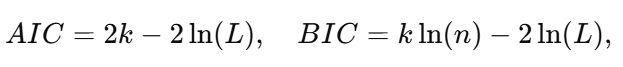 AIC = 2k − 2 ln(L), BIC = k ln(n) − 2 ln(L),